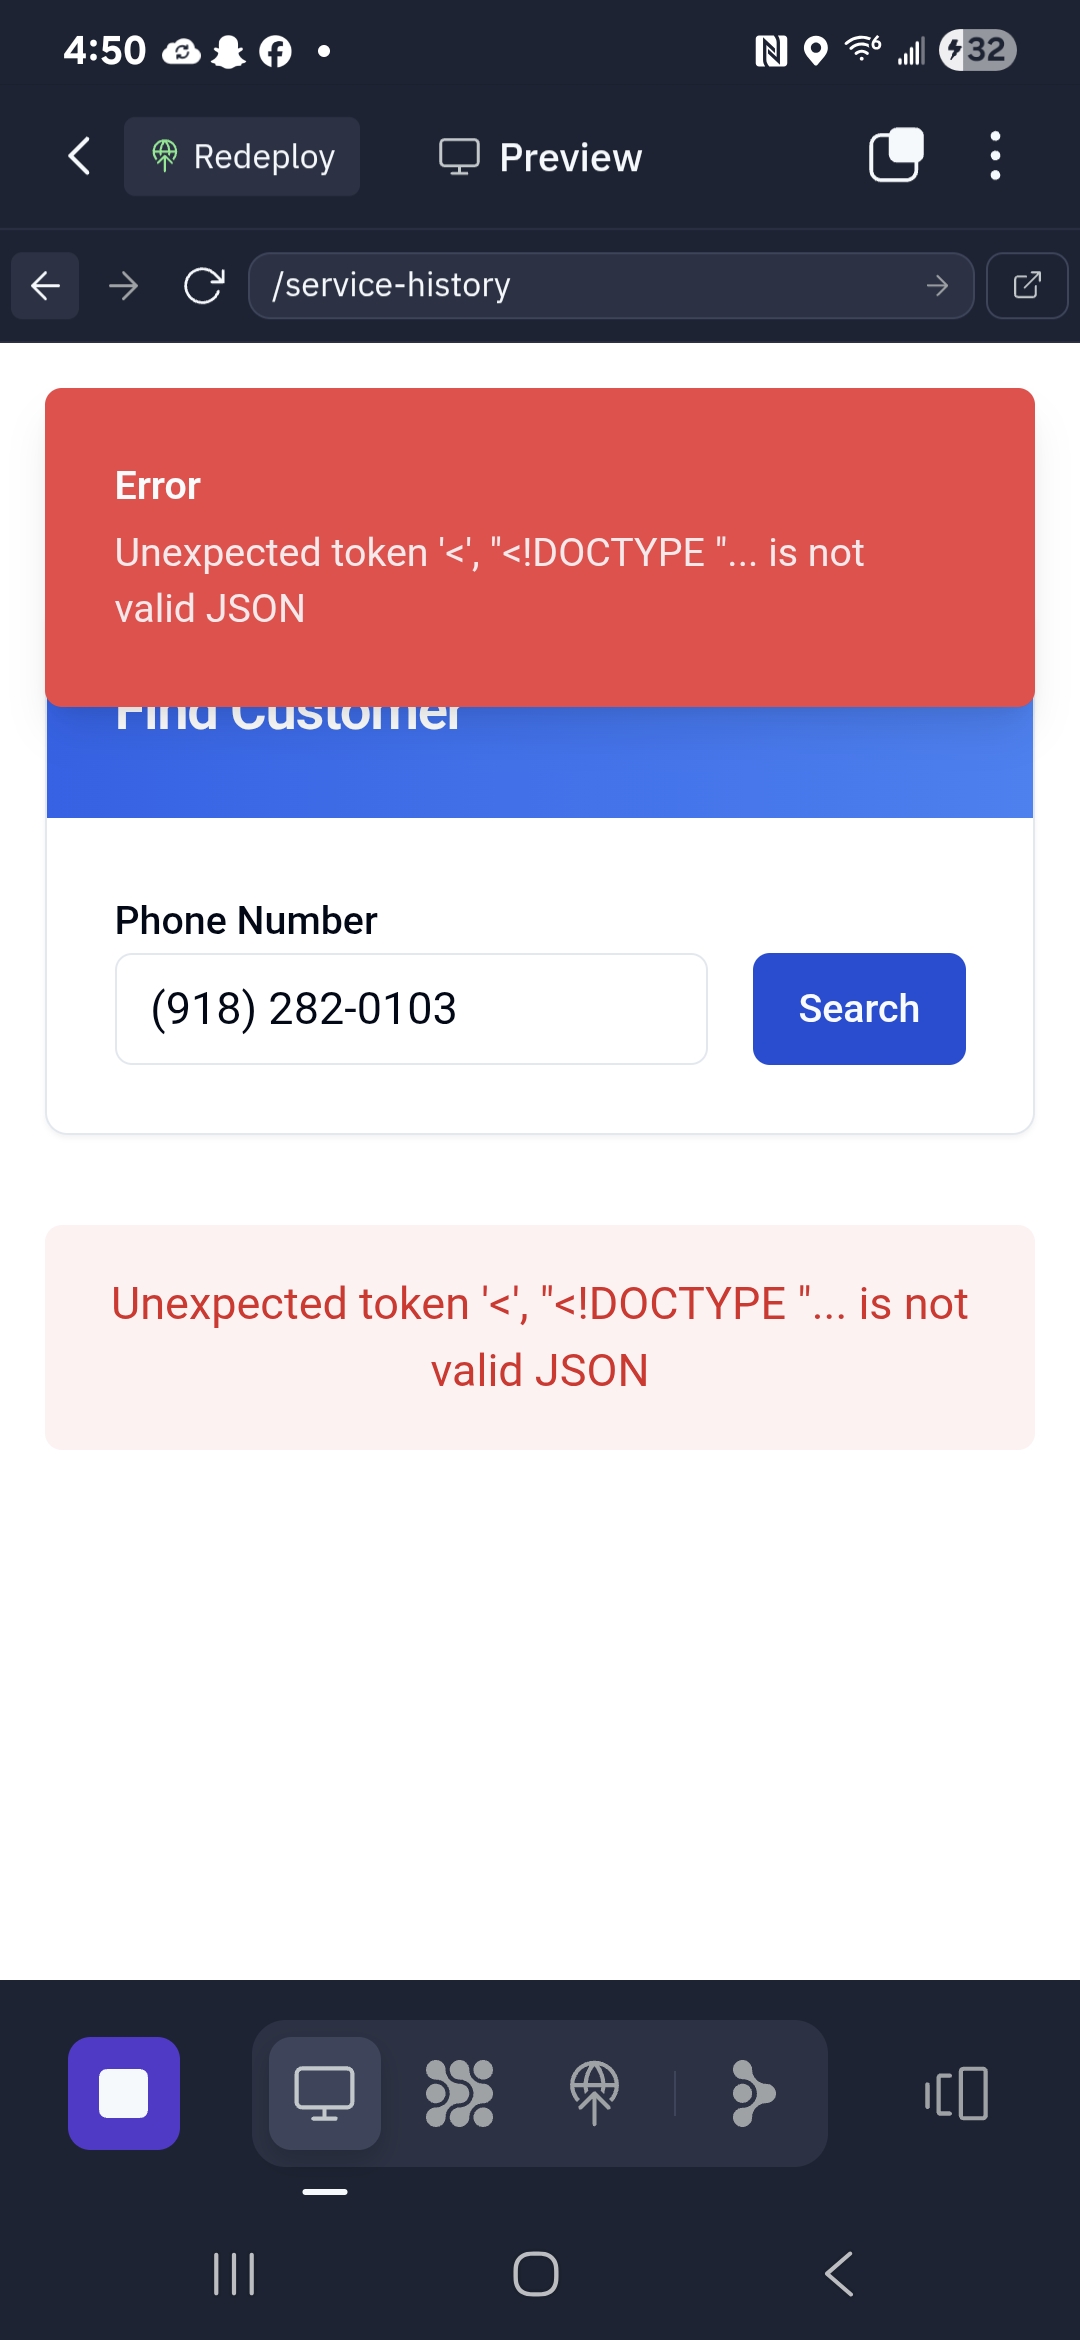 4:50
6
32
Redeploy
Preview
/service-history
Error
Unexpected token '<', "<!DOCTYPE "... is not
valid JSON
Find Customer
Phone Number
(918) 282-0103
Search
Unexpected token '<', "<!DOCTYPE "... is not
valid JSON